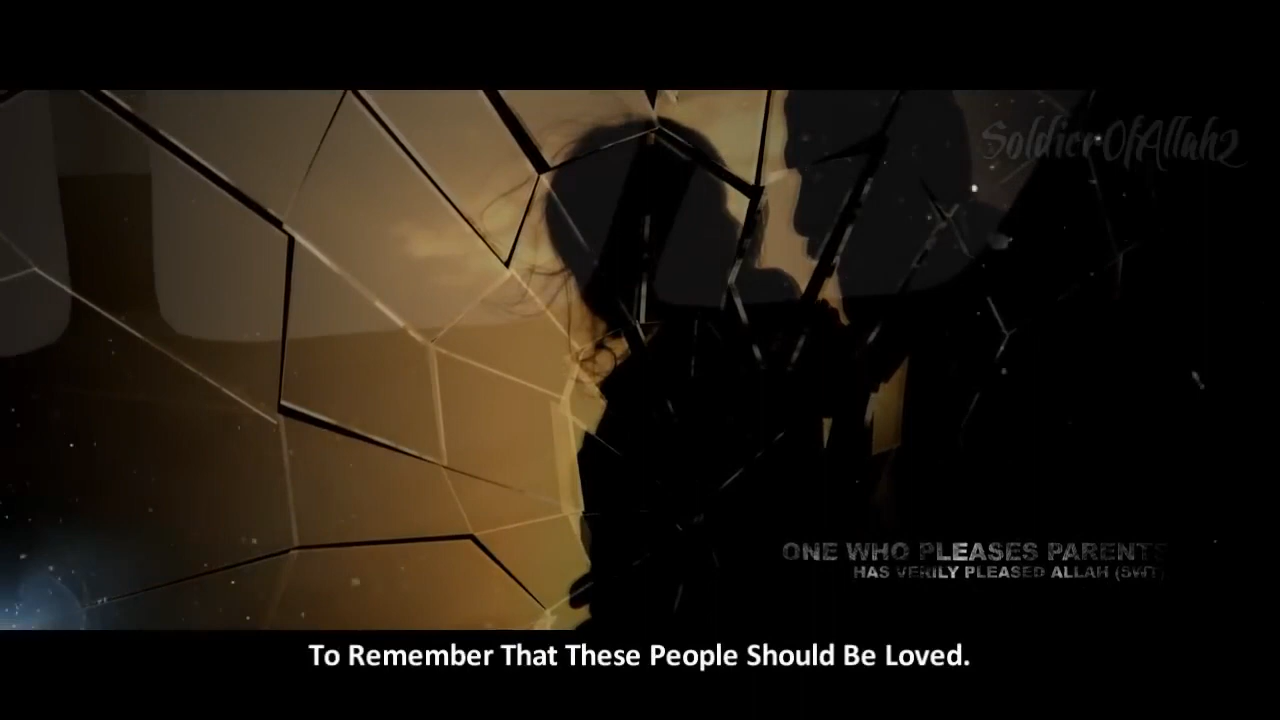 SoldierOfAllah2
ONE WHO PLEASES PARENTS
HAS VERILY PLEASED ALLAH (SWT)
To Remember That These People Should Be Loved.